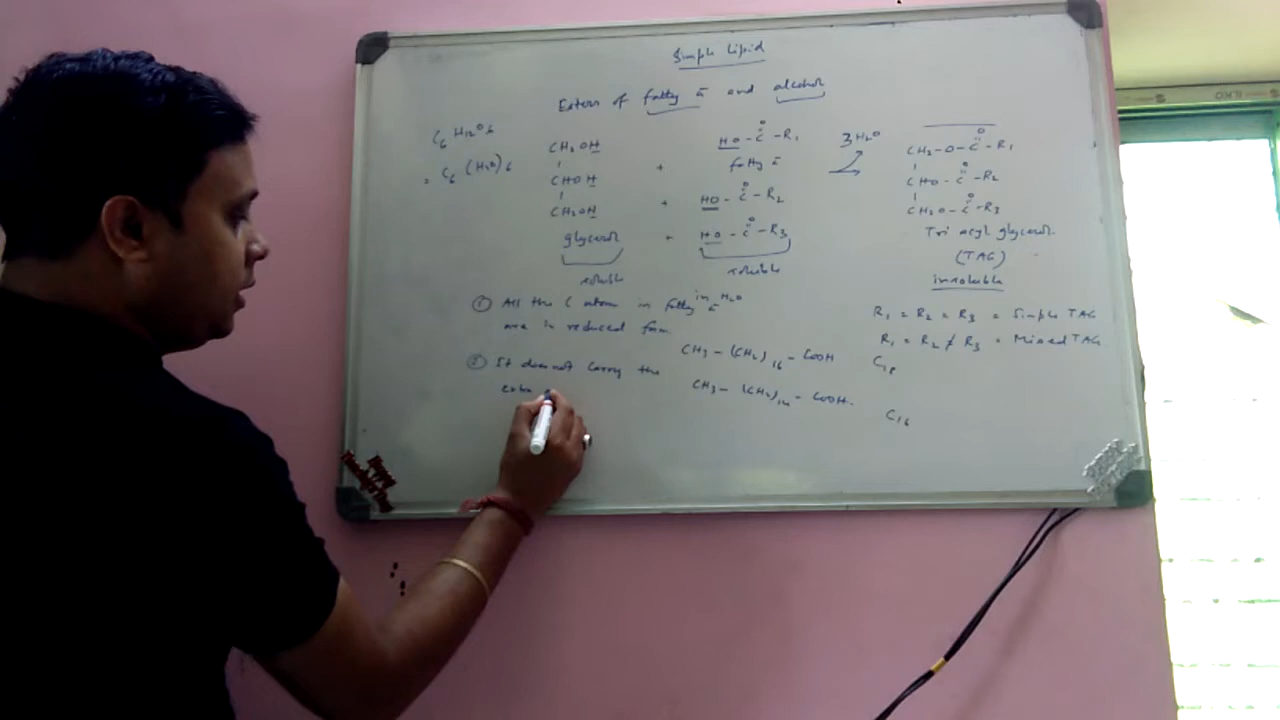 Simple Lipid
Esters of fatty ā and alcohol
C6 H12O6
= C6 (H2O)6
CH2OH
CHOH
CH2OH
glycerol
soluble
+
HO - C - R1
O
fatty ā
+
HO - C - R2
O
+
HO - C - R3
O
soluble
3H2O
CH2-O-C-R1
O
CHO - C - R2
O
CH2O - C - R3
O
Tri acyl glycerol
(TAG)
insoluble
① All the C atom in fatty ā
in H2O
are in reduced form
② It does not carry the
extra
CH3 - (CH2)16 - COOH
CH3 - (CH2)14 - COOH.
R1 = R2 = R3 = Simple TAG
R1 = R2 ≠ R3 = Mixed TAG
C18
C16